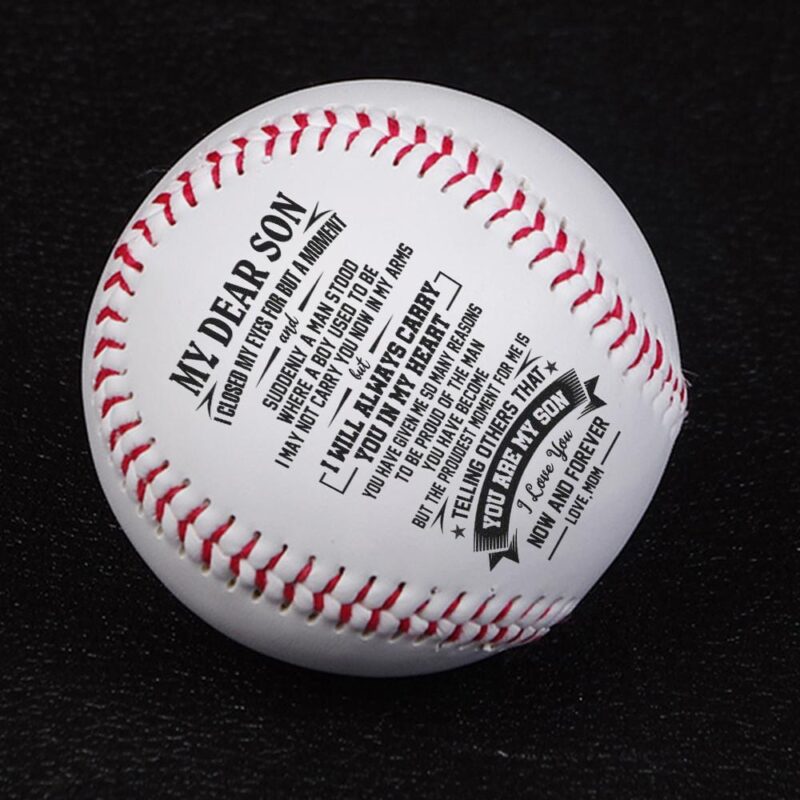 MY DEAR SON
I CLOSED MY EYES FOR BUT A MOMENT
and
SUDDENLY A MAN STOOD
WHERE A BOY USED TO BE
I MAY NOT CARRY YOU NOW IN MY ARMS
but
I WILL ALWAYS CARRY
YOU IN MY HEART
YOU HAVE GIVEN ME SO MANY REASONS
TO BE PROUD OF THE MAN
YOU HAVE BECOME
BUT THE PROUDEST MOMENT FOR ME IS
TELLING OTHERS THAT
YOU ARE MY SON
I Love You
NOW AND FOREVER
LOVE, MOM